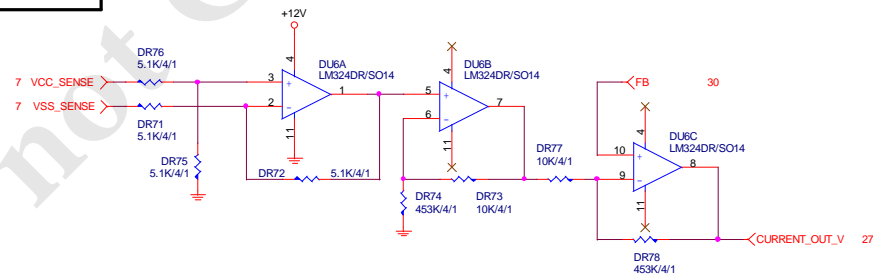 +12V
DR76
5.1K/4/1
DU6A
LM324DR/SO14
DU6B
LM324DR/SO14
7 VCC_SENSE
7 VSS_SENSE
3
2
4
11
1
+
-
DR71
5.1K/4/1
DR75
5.1K/4/1
DR72
5.1K/4/1
5
6
4
11
7
+
-
DR74
453K/4/1
DR73
10K/4/1
DR77
10K/4/1
FB 30
DU6C
LM324DR/SO14
10
9
4
11
8
+
-
DR78
453K/4/1
CURRENT_OUT_V 27
not